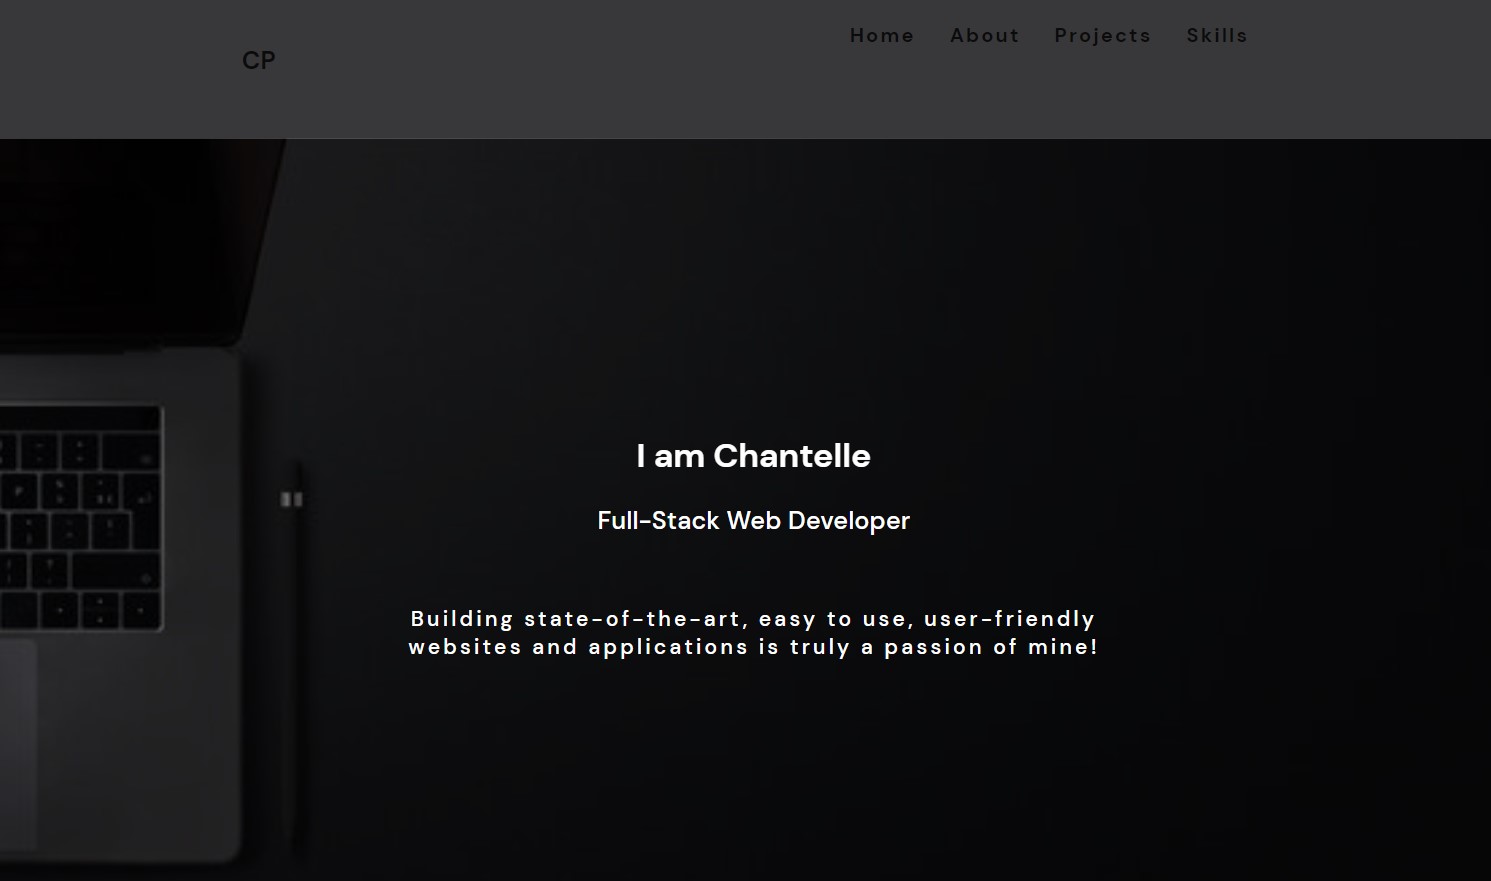 CP
Home About Projects Skills
I am Chantelle
Full-Stack Web Developer
Building state-of-the-art, easy to use, user-friendly
websites and applications is truly a passion of mine!